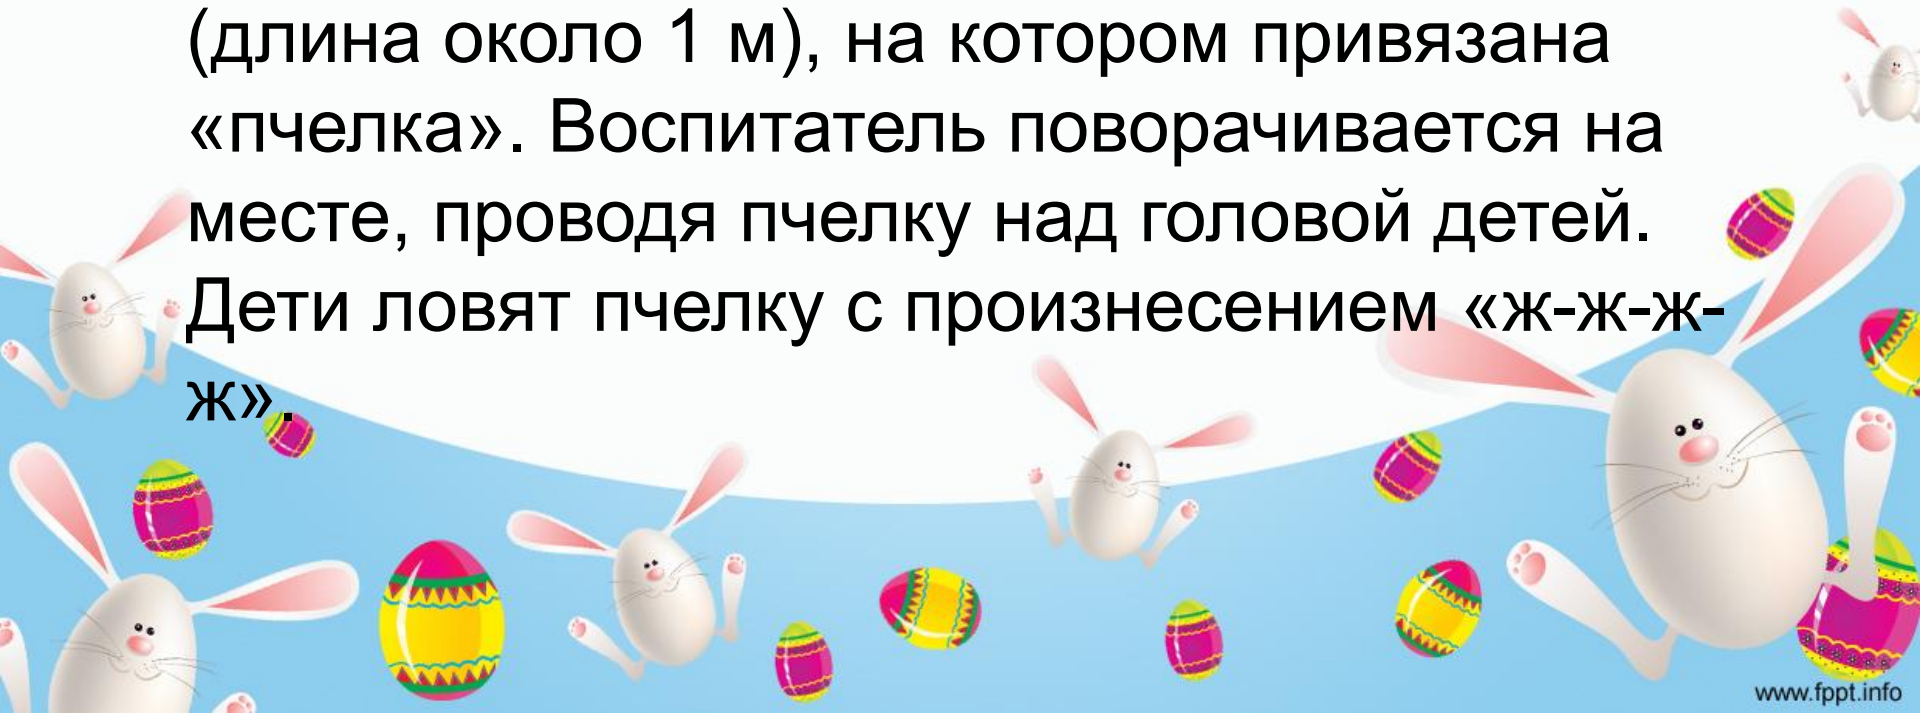 (длина около 1 м), на котором привязана
«пчелка». Воспитатель поворачивается на
месте, проводя пчелку над головой детей.
Дети ловят пчелку с произнесением «ж-ж-ж-
ж».
www.fppt.info